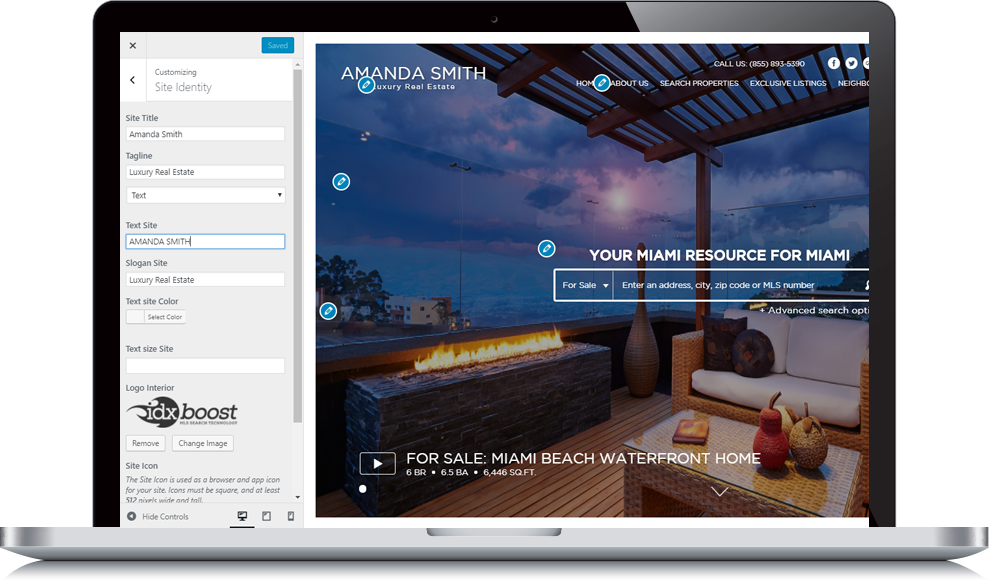 Saved
Customizing
Site Identity
Site Title
Amanda Smith
Tagline
Luxury Real Estate
Text
Text Site
AMANDA SMITH
Slogan Site
Luxury Real Estate
Text site Color
Select Color
Text size Site
Logo Interior
idxboost
MLS SEARCH TECHNOLOGY
Remove
Change Image
Site Icon
The Site Icon is used as a browser and app icon
for your site. Icons must be square, and at least
512 pixels wide and tall.
Hide Controls
CALL US: (855) 893-5390
AMANDA SMITH
Luxury Real Estate
HOM ABOUT US SEARCH PROPERTIES EXCLUSIVE LISTINGS NEIGHBO
YOUR MIAMI RESOURCE FOR MIAMI
For Sale Enter an address, city, zip code or MLS number
+ Advanced search opti
FOR SALE: MIAMI BEACH WATERFRONT HOME
6 BR • 6.5 BA • 6,446 SQ.FT.